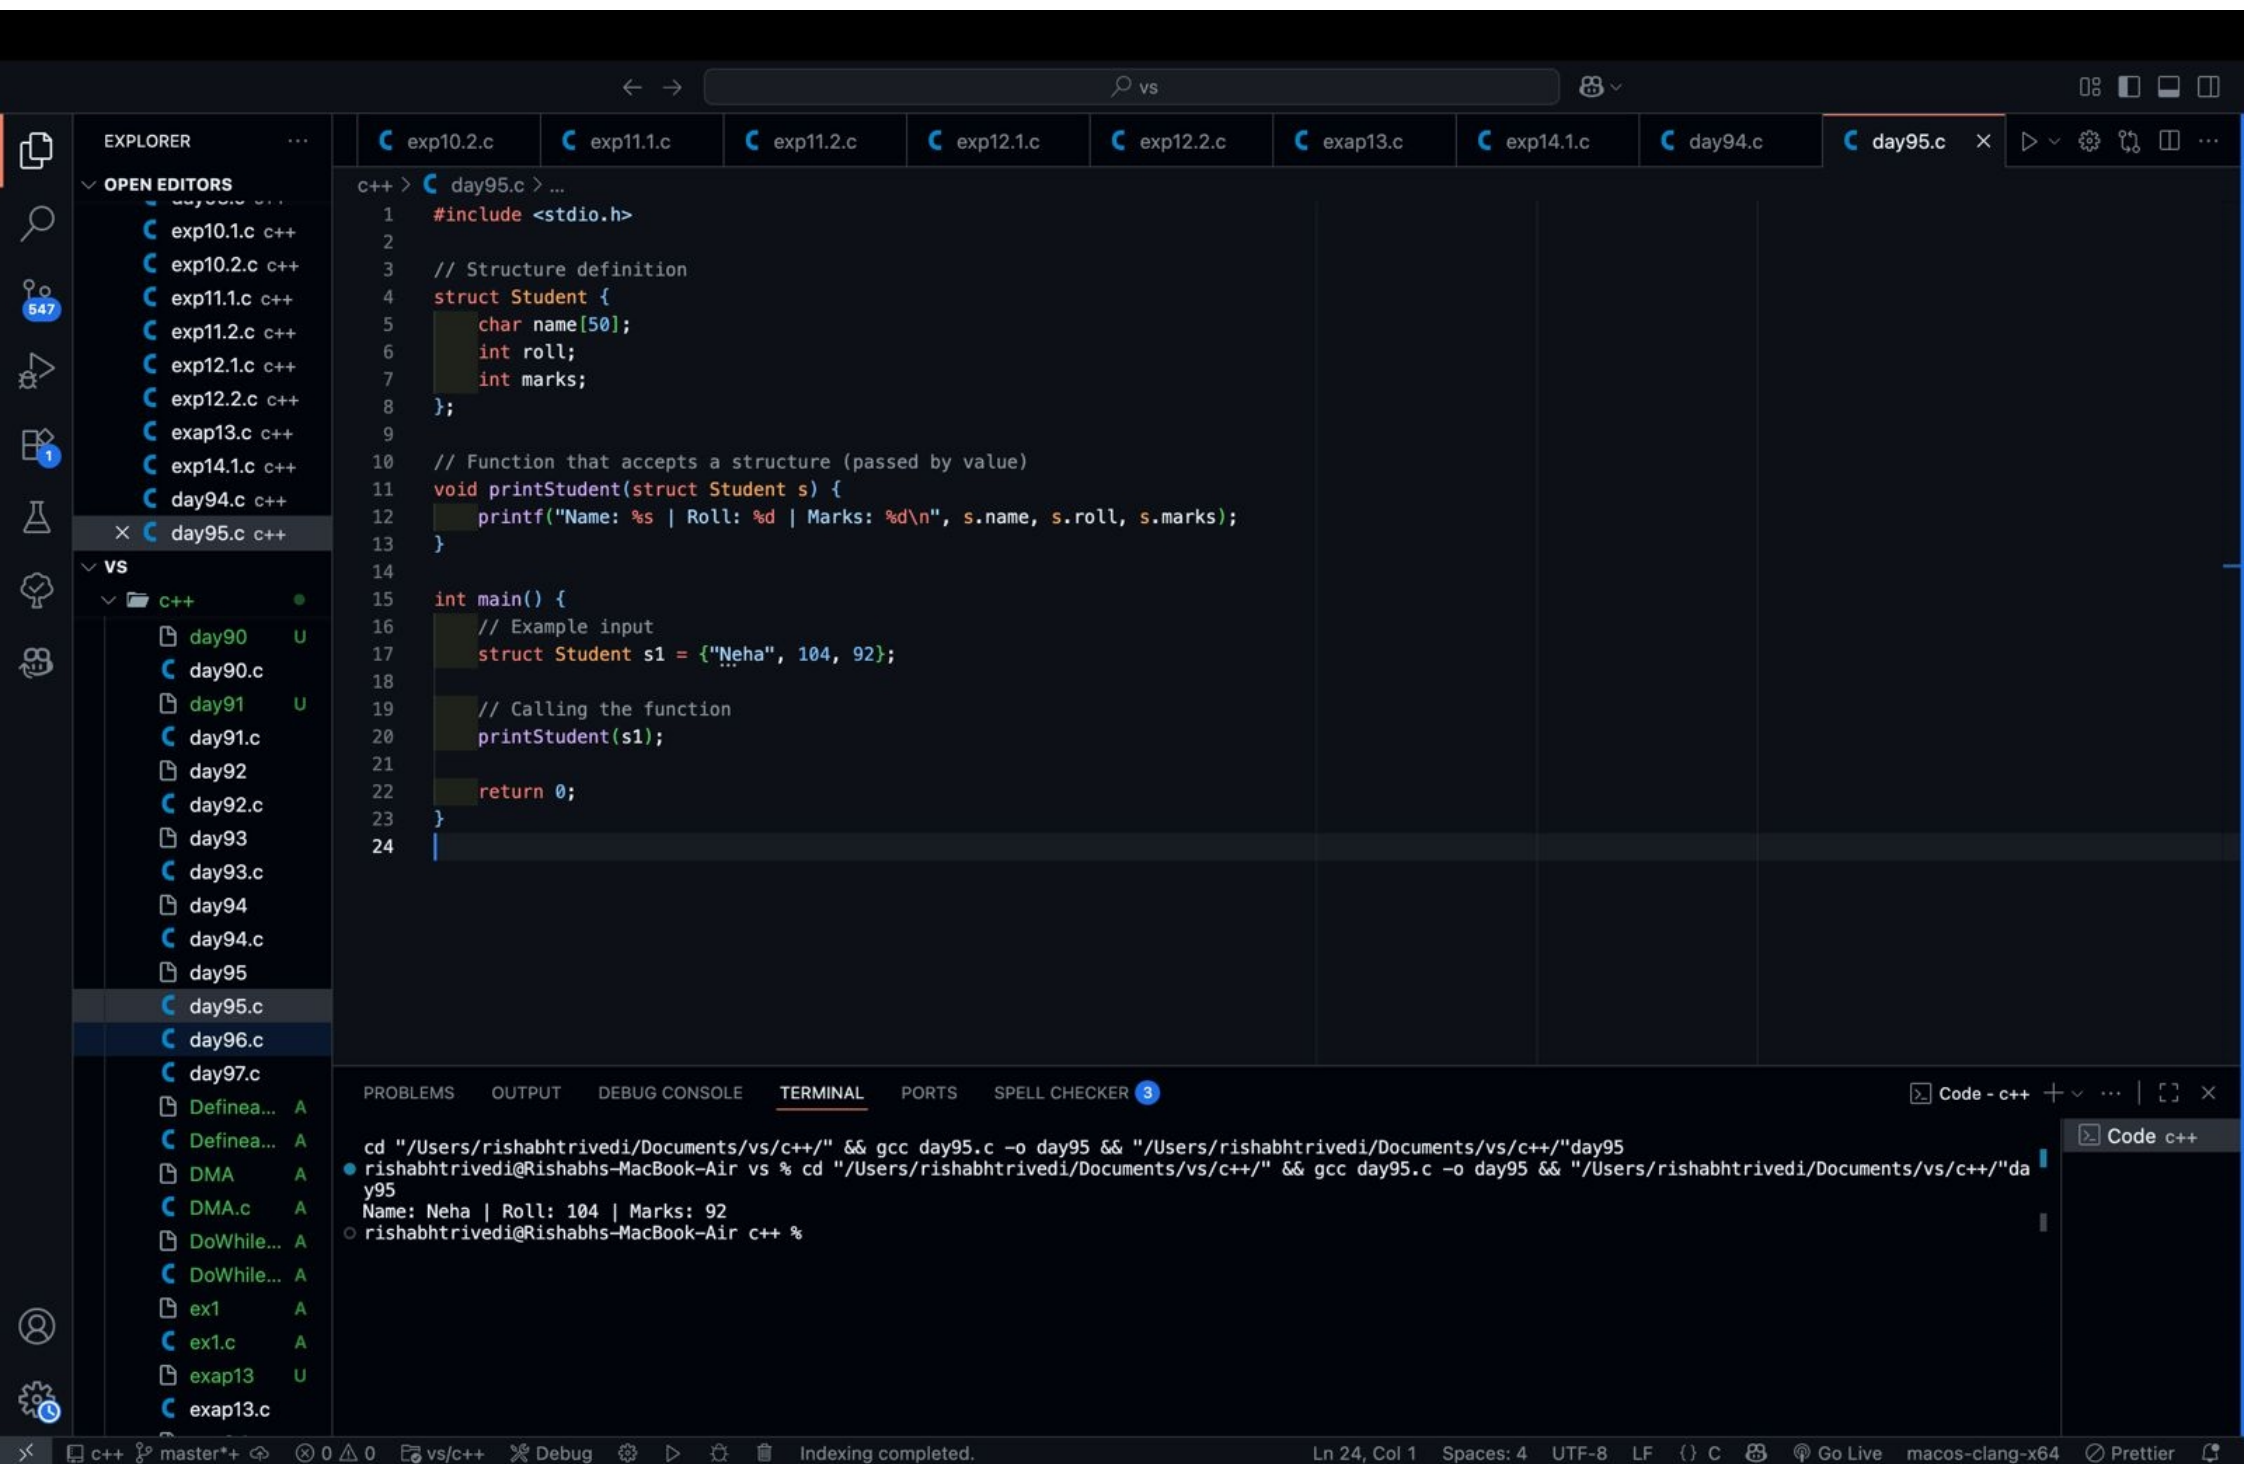 vs
EXPLORER
OPEN EDITORS
exp10.1.c c++
exp10.2.c c++
exp11.1.c c++
exp11.2.c c++
exp12.1.c c++
exp12.2.c c++
exap13.c c++
exp14.1.c c++
day94.c c++
day95.c c++
VS
c++
day90 U
day90.c
day91 U
day91.c
day92
day92.c
day93
day93.c
day94
day94.c
day95
day95.c
day96.c
day97.c
Definea... A
Definea... A
DMA A
DMA.c A
DoWhile... A
DoWhile... A
ex1 A
ex1.c A
exap13 U
exap13.c
547
1
exp10.2.c exp11.1.c exp11.2.c exp12.1.c exp12.2.c exap13.c exp14.1.c day94.c day95.c
c++ > day95.c > ...
1 #include <stdio.h>
2
3 // Structure definition
4 struct Student {
5     char name[50];
6     int roll;
7     int marks;
8 };
9
10 // Function that accepts a structure (passed by value)
11 void printStudent(struct Student s) {
12     printf("Name: %s | Roll: %d | Marks: %d\n", s.name, s.roll, s.marks);
13 }
14
15 int main() {
16     // Example input
17     struct Student s1 = {"Neha", 104, 92};
18
19     // Calling the function
20     printStudent(s1);
21
22     return 0;
23 }
24
PROBLEMS OUTPUT DEBUG CONSOLE TERMINAL PORTS SPELL CHECKER 3
Code - c++
Code c++
cd "/Users/rishabhtrivedi/Documents/vs/c++/" && gcc day95.c -o day95 && "/Users/rishabhtrivedi/Documents/vs/c++/"day95
rishabhtrivedi@Rishabhs-MacBook-Air vs % cd "/Users/rishabhtrivedi/Documents/vs/c++/" && gcc day95.c -o day95 && "/Users/rishabhtrivedi/Documents/vs/c++/"da
y95
Name: Neha | Roll: 104 | Marks: 92
rishabhtrivedi@Rishabhs-MacBook-Air c++ %
c++ master*+ 0 0 vs/c++ Debug Indexing completed. Ln 24, Col 1 Spaces: 4 UTF-8 LF {} C Go Live macos-clang-x64 Prettier